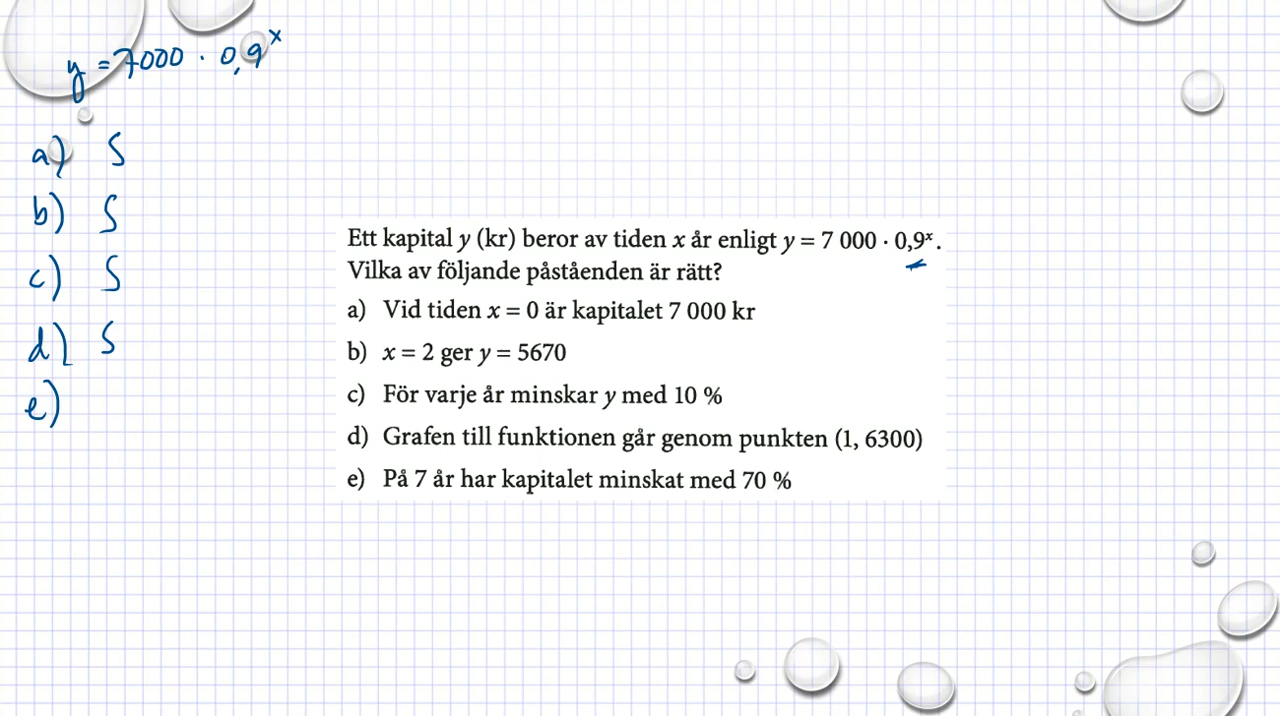 y = 7000 · 0,9ˣ
a) S
b) S
c) S
d) S
e)
Ett kapital y (kr) beror av tiden x år enligt y = 7 000 · 0,9ˣ.
Vilka av följande påståenden är rätt?
a) Vid tiden x = 0 är kapitalet 7 000 kr
b) x = 2 ger y = 5670
c) För varje år minskar y med 10 %
d) Grafen till funktionen går genom punkten (1, 6300)
e) På 7 år har kapitalet minskat med 70 %